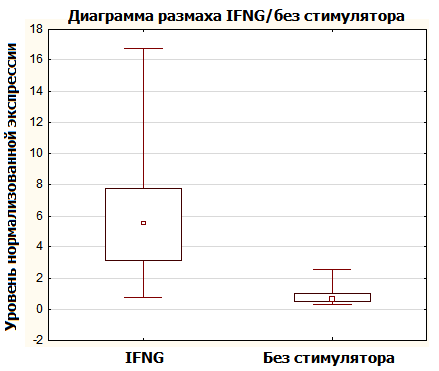 Диаграмма размаха IFNG/без стимулятора
Уровень нормализованной экспрессии
18
16
14
12
10
8
6
4
2
0
-2
IFNG
Без стимулятора